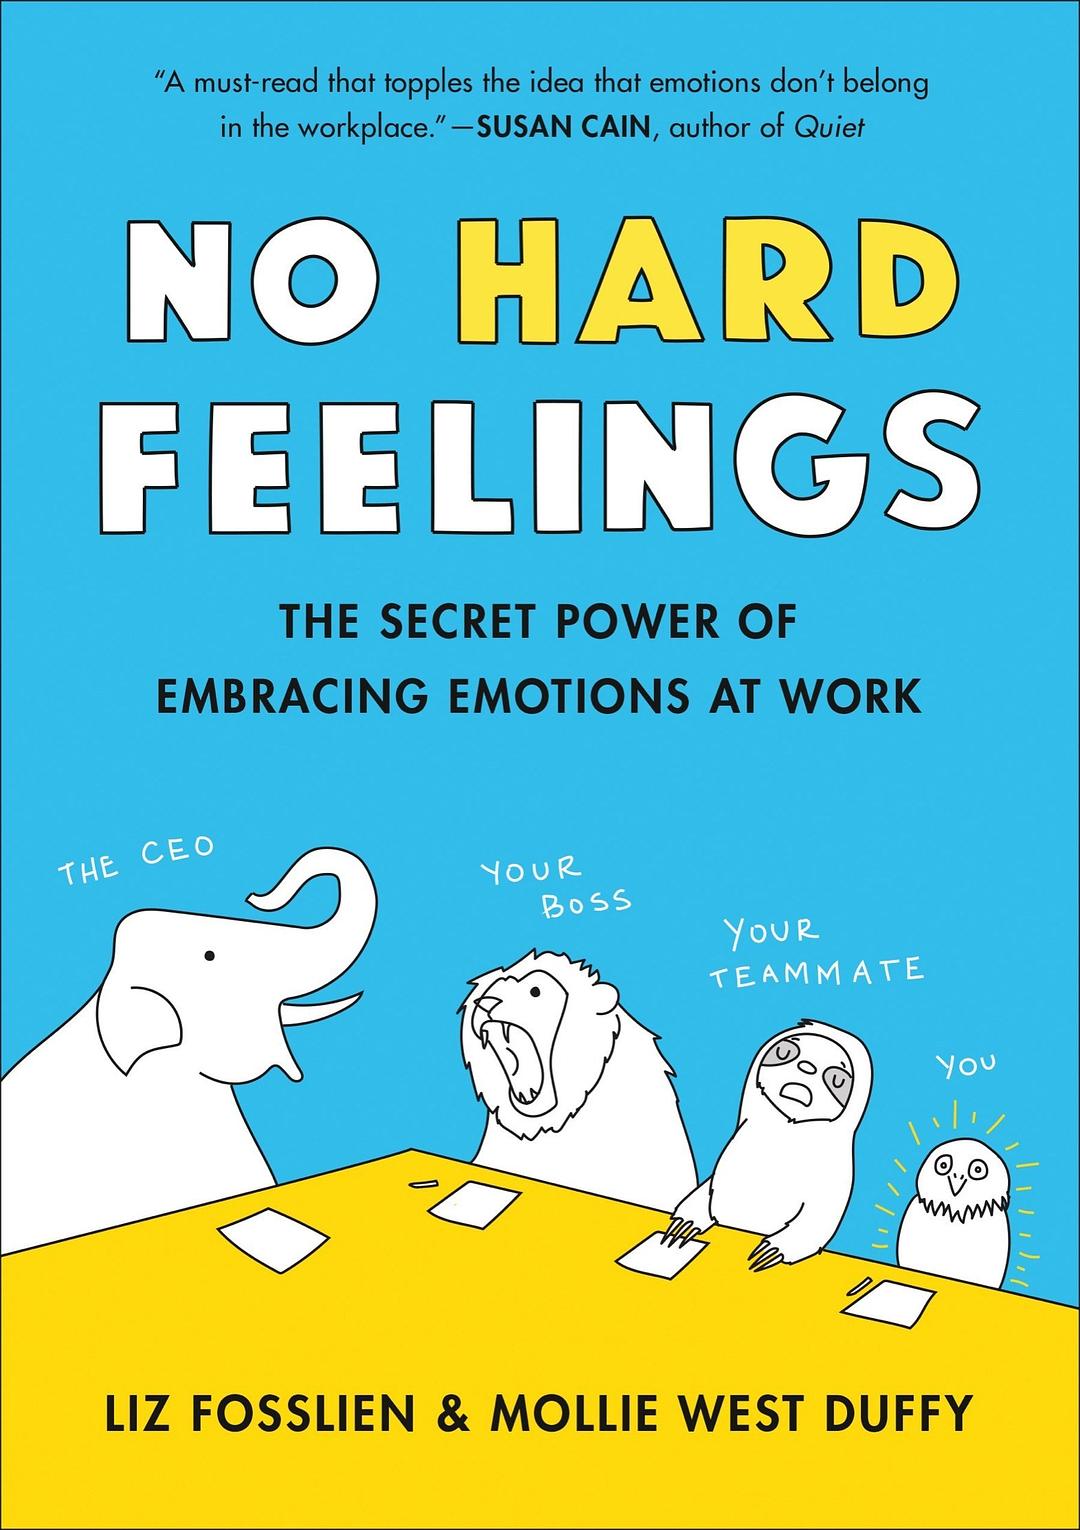 “A must-read that topples the idea that emotions don’t belong
in the workplace.” —SUSAN CAIN, author of Quiet
NO HARD
FEELINGS
THE SECRET POWER OF
EMBRACING EMOTIONS AT WORK
THE CEO
YOUR
BOSS
YOUR
TEAMMATE
YOU
LIZ FOSSLIEN & MOLLIE WEST DUFFY